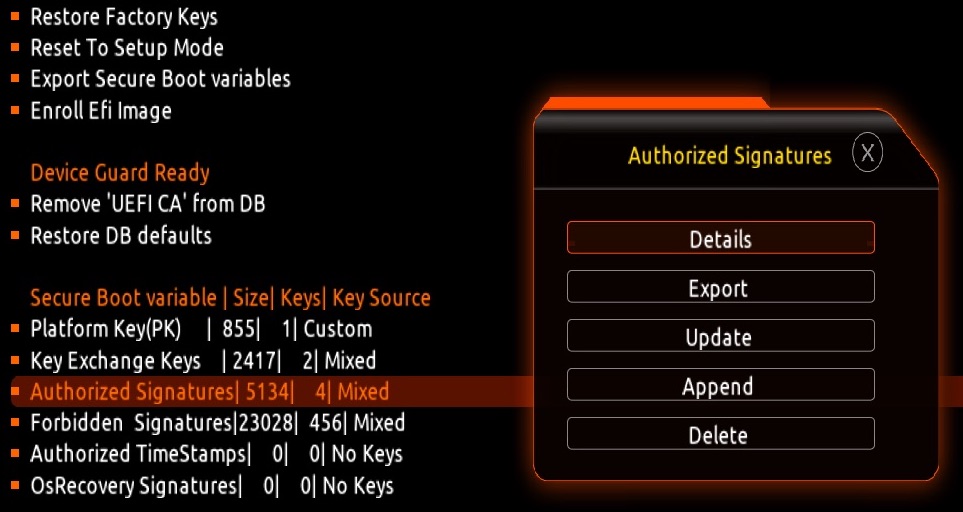 Restore Factory Keys
Reset To Setup Mode
Export Secure Boot variables
Enroll Efi Image
Device Guard Ready
Remove 'UEFI CA' from DB
Restore DB defaults
Secure Boot variable | Size| Keys| Key Source
Platform Key(PK) | 855| 1| Custom
Key Exchange Keys | 2417| 2| Mixed
Authorized Signatures| 5134| 4| Mixed
Forbidden Signatures|23028| 456| Mixed
Authorized TimeStamps| 0| 0| No Keys
OsRecovery Signatures| 0| 0| No Keys
Authorized Signatures X
Details
Export
Update
Append
Delete